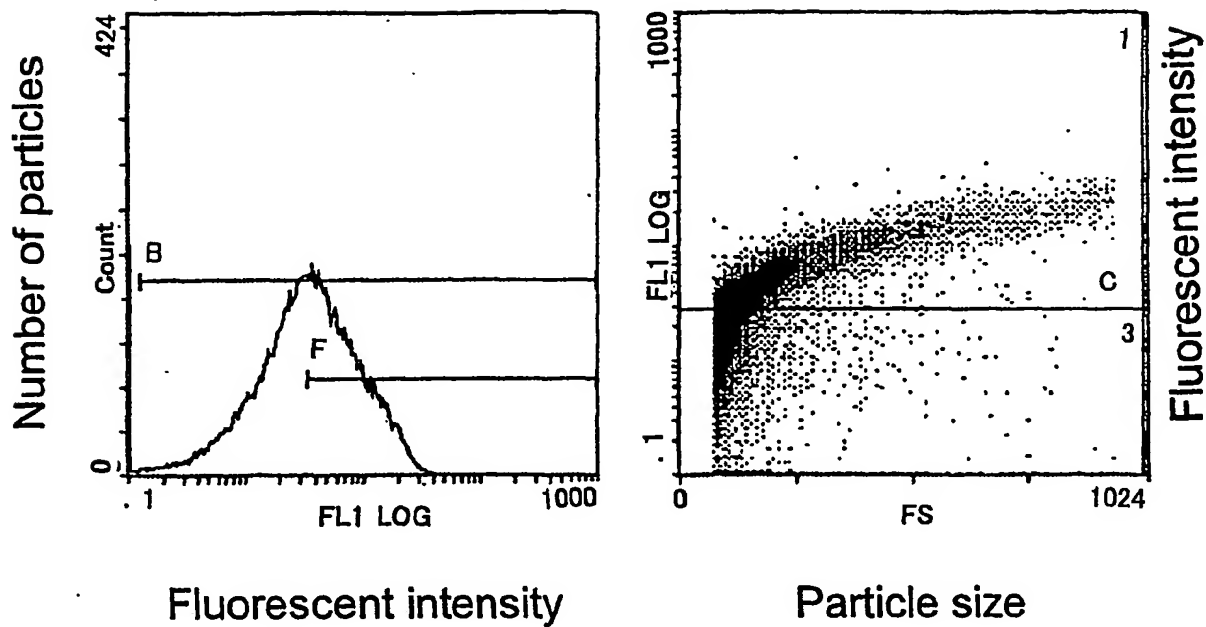 Number of particles
424
Count
0
B
F
.1
1000
FL1 LOG
Fluorescent intensity
1000
FL1 LOG
.1
1
C
3
0
1024
FS
Particle size
Fluorescent intensity